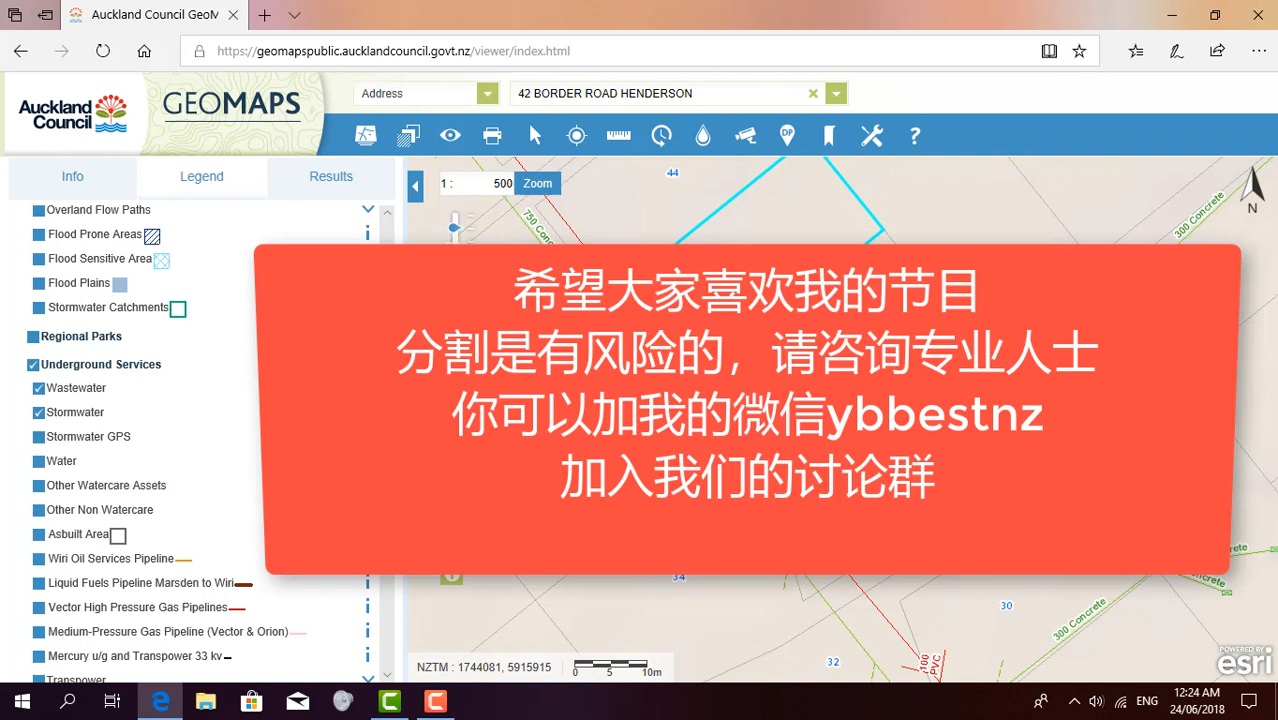 Auckland Council GeoM
https://geomapspublic.aucklandcouncil.govt.nz/viewer/index.html
Auckland
Council
GEOMAPS
Address
42 BORDER ROAD HENDERSON
DP
?
Info
Legend
Results
1 :
500
Zoom
44
750 Concrete
300 Concrete
N
Overland Flow Paths
Flood Prone Areas
Flood Sensitive Area
Flood Plains
Stormwater Catchments
Regional Parks
Underground Services
Wastewater
Stormwater
Stormwater GPS
Water
Other Watercare Assets
Other Non Watercare
Asbuilt Area
Wiri Oil Services Pipeline
Liquid Fuels Pipeline Marsden to Wiri
Vector High Pressure Gas Pipelines
Medium-Pressure Gas Pipeline (Vector & Orion)
Mercury u/g and Transpower 33 kv
Transpower
希望大家喜欢我的节目
分割是有风险的，请咨询专业人士
你可以加我的微信ybbestnz
加入我们的讨论群
34
30
32
300 Concrete
100
PVC
NZTM: 1744081, 5915915
0 5 10m
POWERED BY
esri
ENG
12:24 AM
24/06/2018